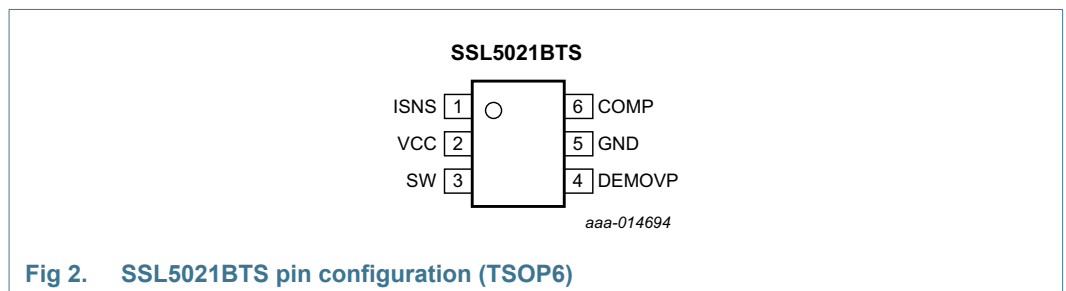 SSL5021BTS
ISNS 1 6 COMP
VCC 2 5 GND
SW 3 4 DEMOVP
aaa-014694
Fig 2. SSL5021BTS pin configuration (TSOP6)